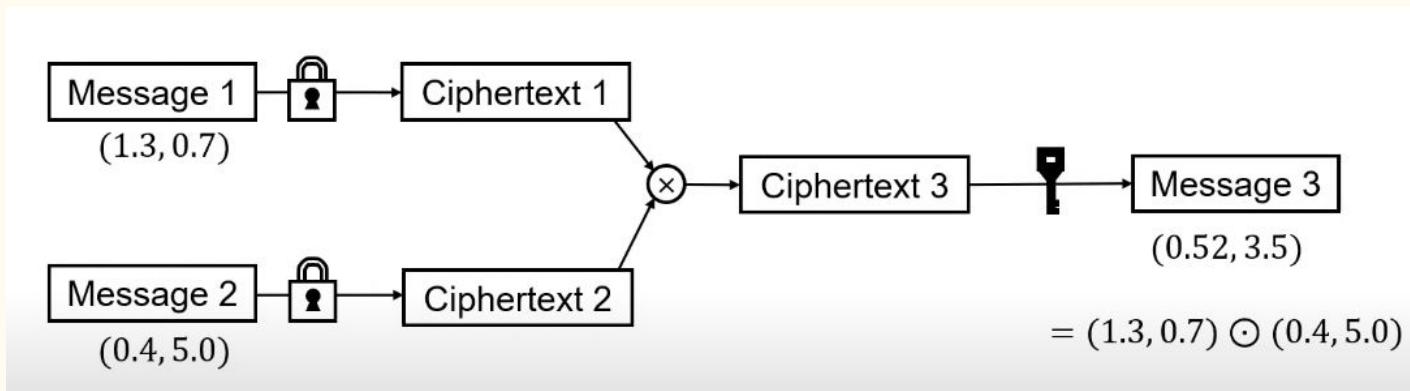 Message 1
Ciphertext 1
(1.3, 0.7)
×
Ciphertext 3
Message 3
(0.52, 3.5)
Message 2
Ciphertext 2
(0.4, 5.0)
= (1.3, 0.7) ⊙ (0.4, 5.0)